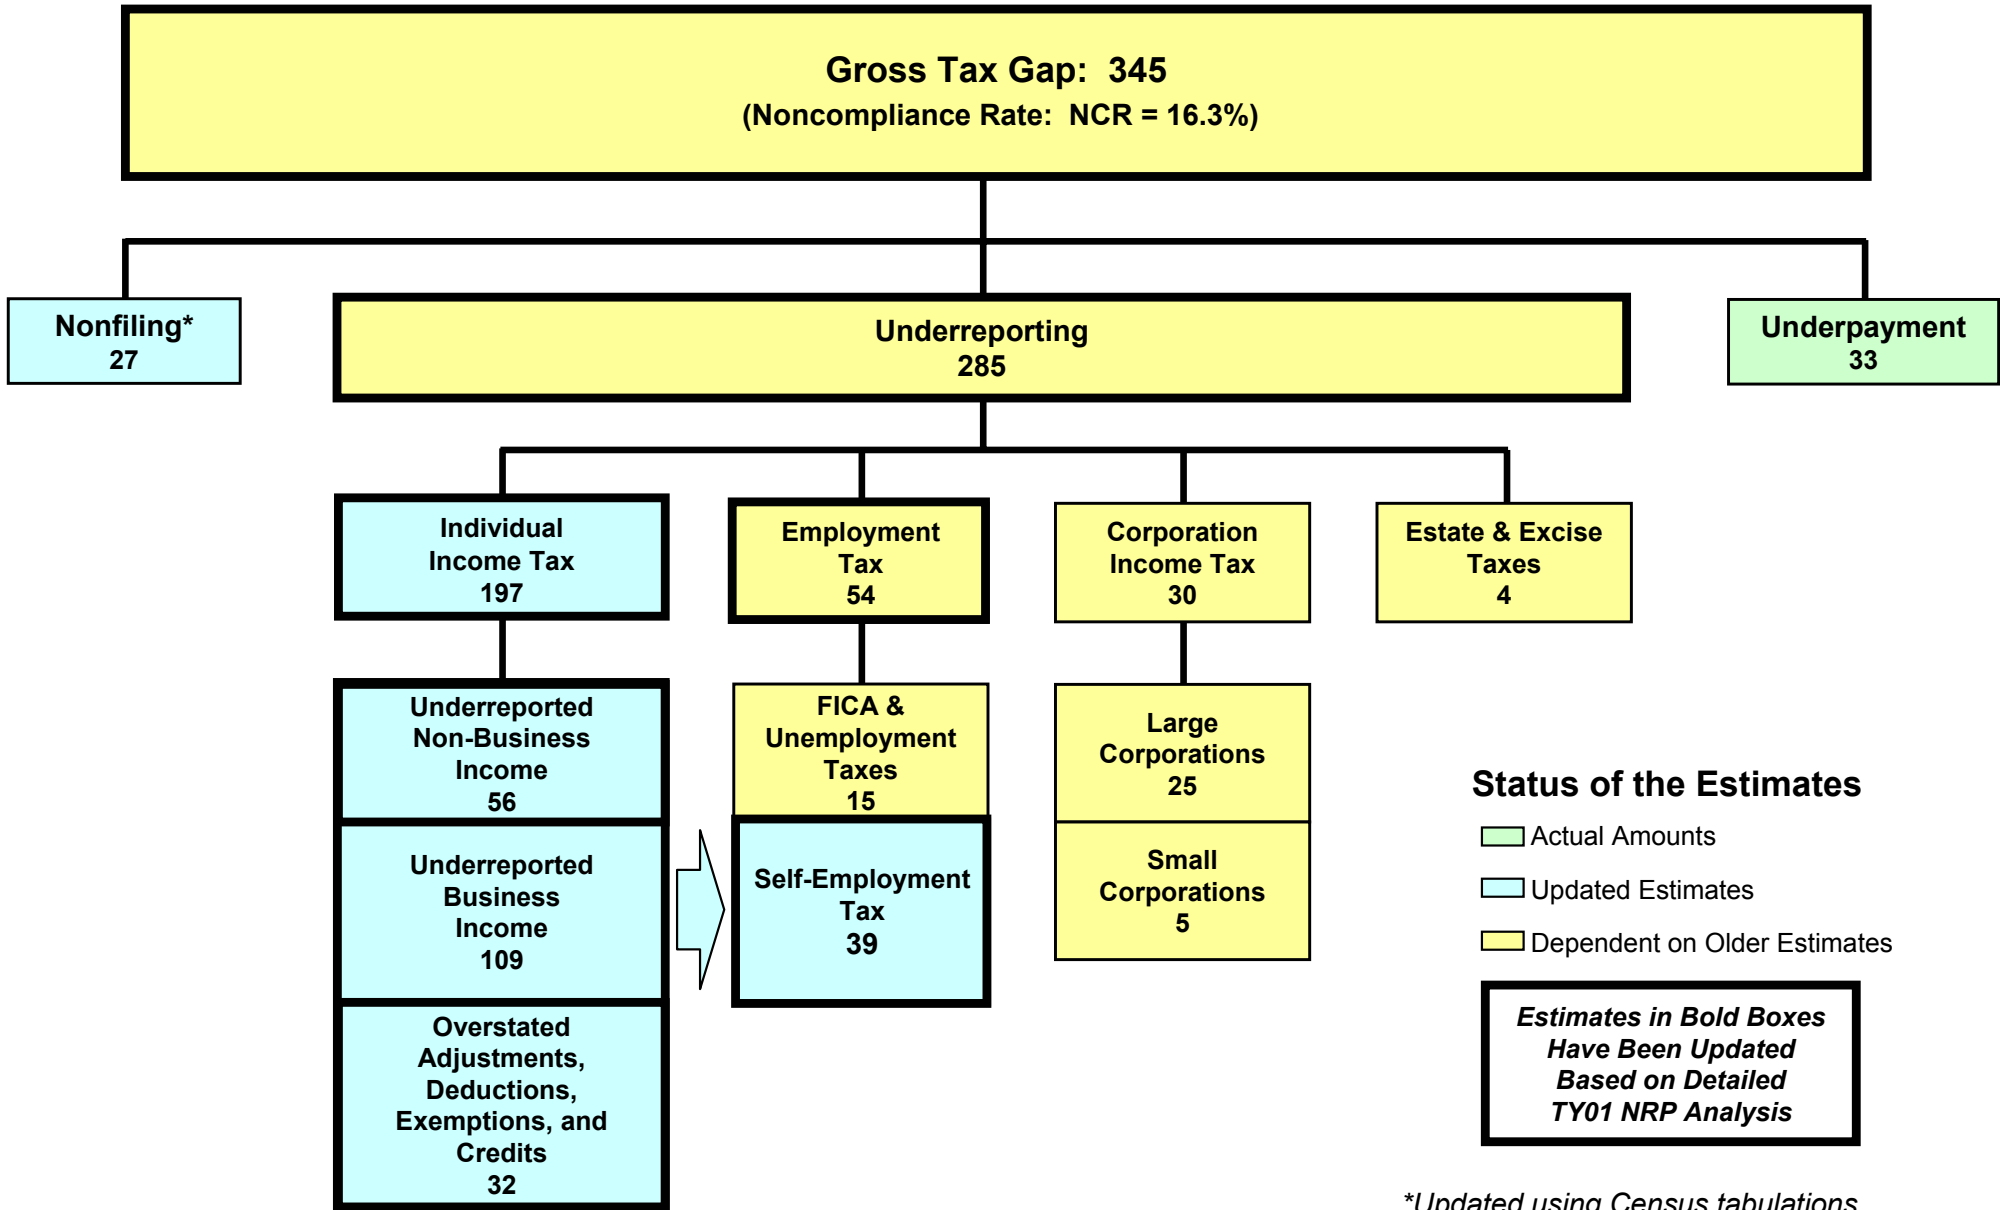 Gross Tax Gap: 345
(Noncompliance Rate: NCR = 16.3%)
Nonfiling*
27
Underreporting
285
Underpayment
33
Individual
Income Tax
197
Employment
Tax
54
Corporation
Income Tax
30
Estate & Excise
Taxes
4
Underreported
Non-Business
Income
56
Underreported
Business
Income
109
Overstated
Adjustments,
Deductions,
Exemptions, and
Credits
32
FICA &
Unemployment
Taxes
15
Self-Employment
Tax
39
Large
Corporations
25
Small
Corporations
5
Status of the Estimates
Actual Amounts
Updated Estimates
Dependent on Older Estimates
Estimates in Bold Boxes
Have Been Updated
Based on Detailed
TY01 NRP Analysis
*Updated using Census tabulations